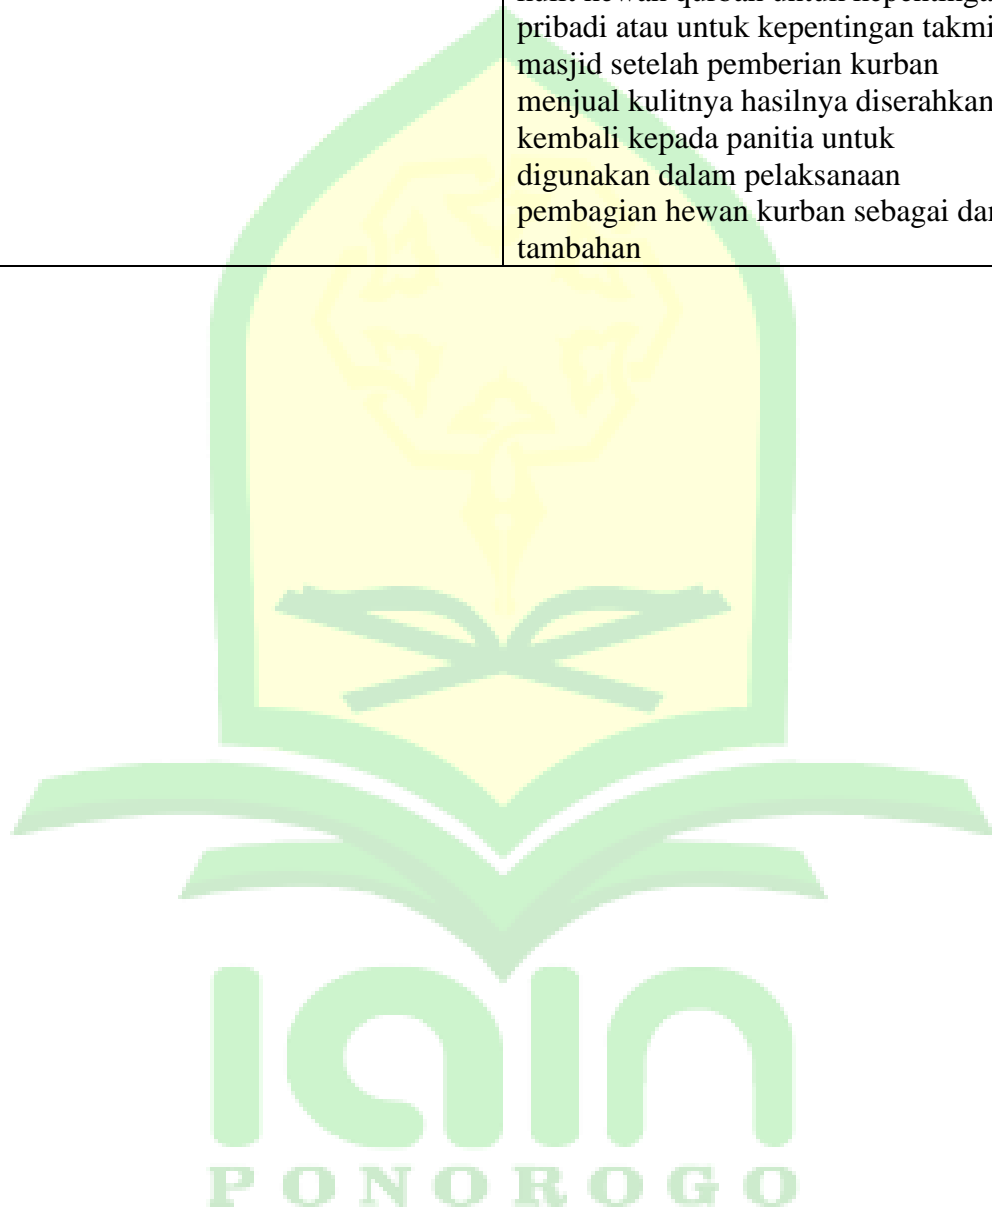 pribadi atau untuk kepentingan
masjid setelah pemberian kurban
menjual kulitnya hasilnya diserahkan
kembali kepada panitia untuk
digunakan dalam pelaksanaan
pembagian hewan kurban sebagai
tambahan
iain
PONOROGO